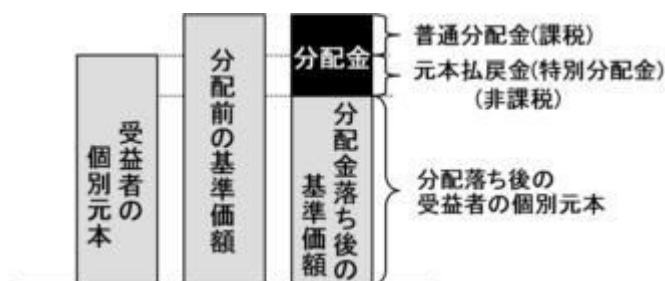 受益者の
個別元本
分配前の基準価額
分配金
分配金落ち後の
基準価額
普通分配金(課税)
元本払戻金(特別分配金)
(非課税)
分配落ち後の
受益者の個別元本